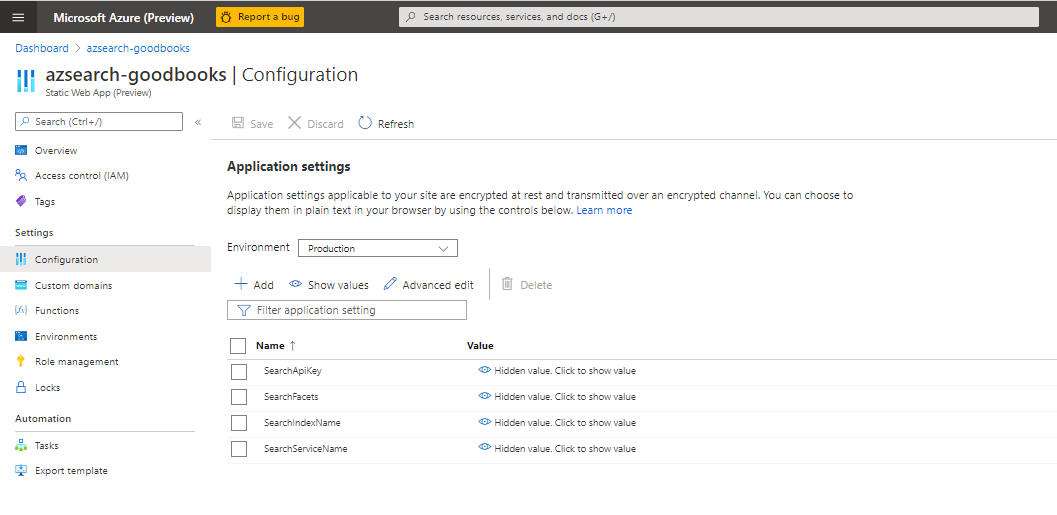 Microsoft Azure (Preview) Report a bug Search resources, services, and docs (G+/)
Dashboard > azsearch-goodbooks
azsearch-goodbooks | Configuration
Static Web App (Preview)
Search (Ctrl+/) «
Overview
Access control (IAM)
Tags
Settings
Configuration
Custom domains
Functions
Environments
Role management
Locks
Automation
Tasks
Export template
Save Discard Refresh
Application settings
Application settings applicable to your site are encrypted at rest and transmitted over an encrypted channel. You can choose to
display them in plain text in your browser by using the controls below. Learn more
Environment Production
Add Show values Advanced edit Delete
Filter application setting
Name ↑ Value
SearchApiKey Hidden value. Click to show value
SearchFacets Hidden value. Click to show value
SearchIndexName Hidden value. Click to show value
SearchServiceName Hidden value. Click to show value